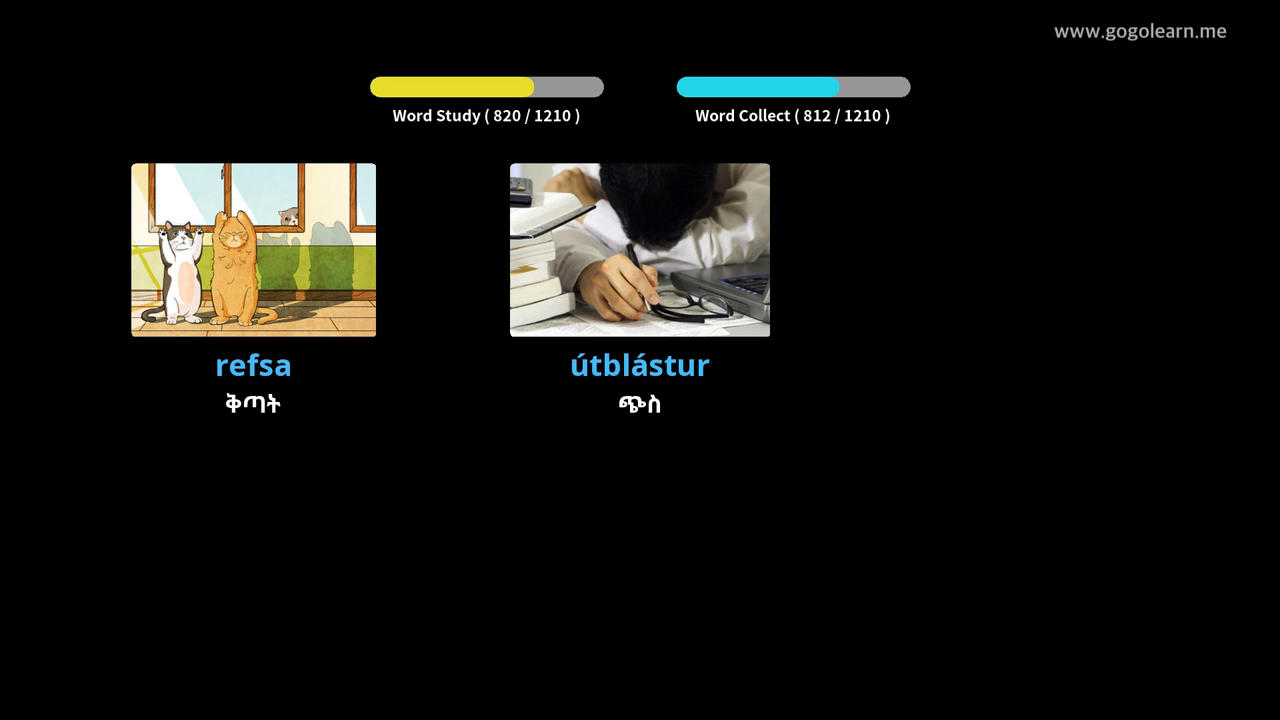 www.gogolearn.me
Word Study ( 820 / 1210 )
Word Collect ( 812 / 1210 )
refsa
ቅጣት
útblástur
ጭስ